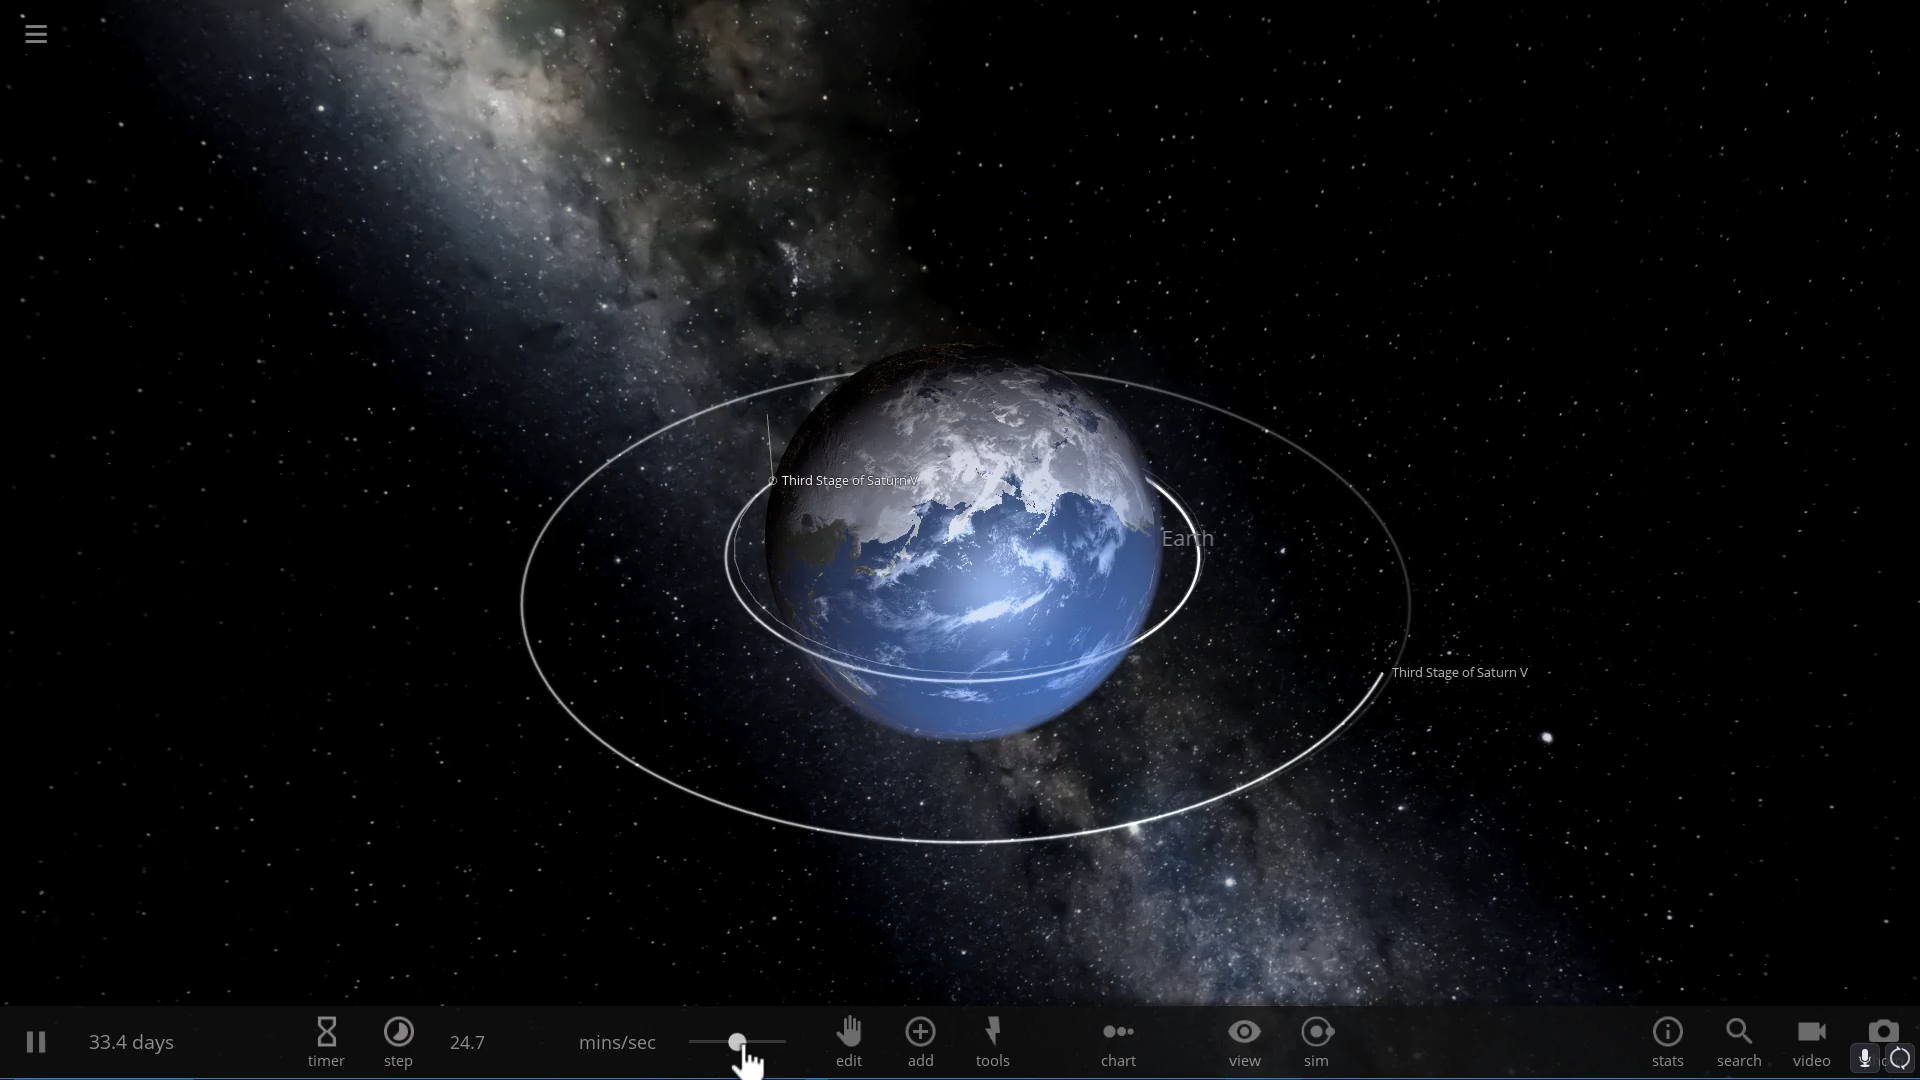 Third Stage of Saturn V
Earth
Third Stage of Saturn V
33.4 days
timer
step
24.7
mins/sec
edit
add
tools
chart
view
sim
stats
search
video